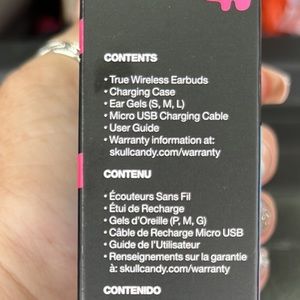 CONTENTS
• True Wireless Earbuds
• Charging Case
• Ear Gels (S, M, L)
• Micro USB Charging Cable
• User Guide
• Warranty information at:
skullcandy.com/warranty
CONTENU
• Écouteurs Sans Fil
• Étui de Recharge
• Gels d'Oreille (P, M, G)
• Câble de Recharge Micro USB
• Guide de l'Utilisateur
• Renseignements sur la garantie
à: skullcandy.com/warranty
CONTENIDO